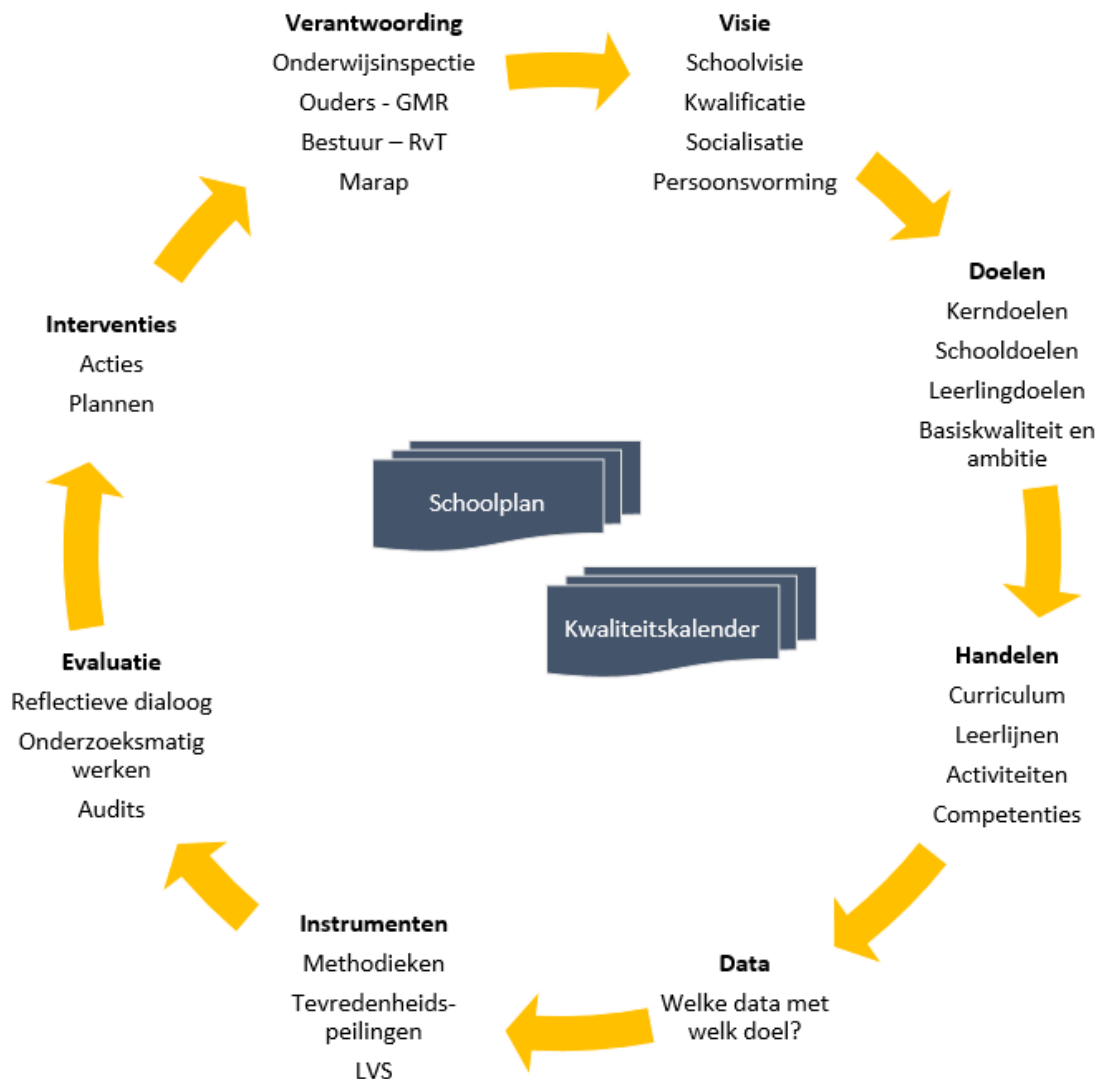 Verantwoording
Onderwijsinspectie
Ouders - GMR
Bestuur – RvT
Marap
Visie
Schoolvisie
Kwalificatie
Socialisatie
Persoonsvorming
Doelen
Kerndoelen
Schooldoelen
Leerlingdoelen
Basiskwaliteit en
ambitie
Handelen
Curriculum
Leerlijnen
Activiteiten
Competenties
Data
Welke data met
welk doel?
Instrumenten
Methodieken
Tevredenheids-
peilingen
LVS
Evaluatie
Reflectieve dialoog
Onderzoeksmatig
werken
Audits
Interventies
Acties
Plannen
Schoolplan
Kwaliteitskalender